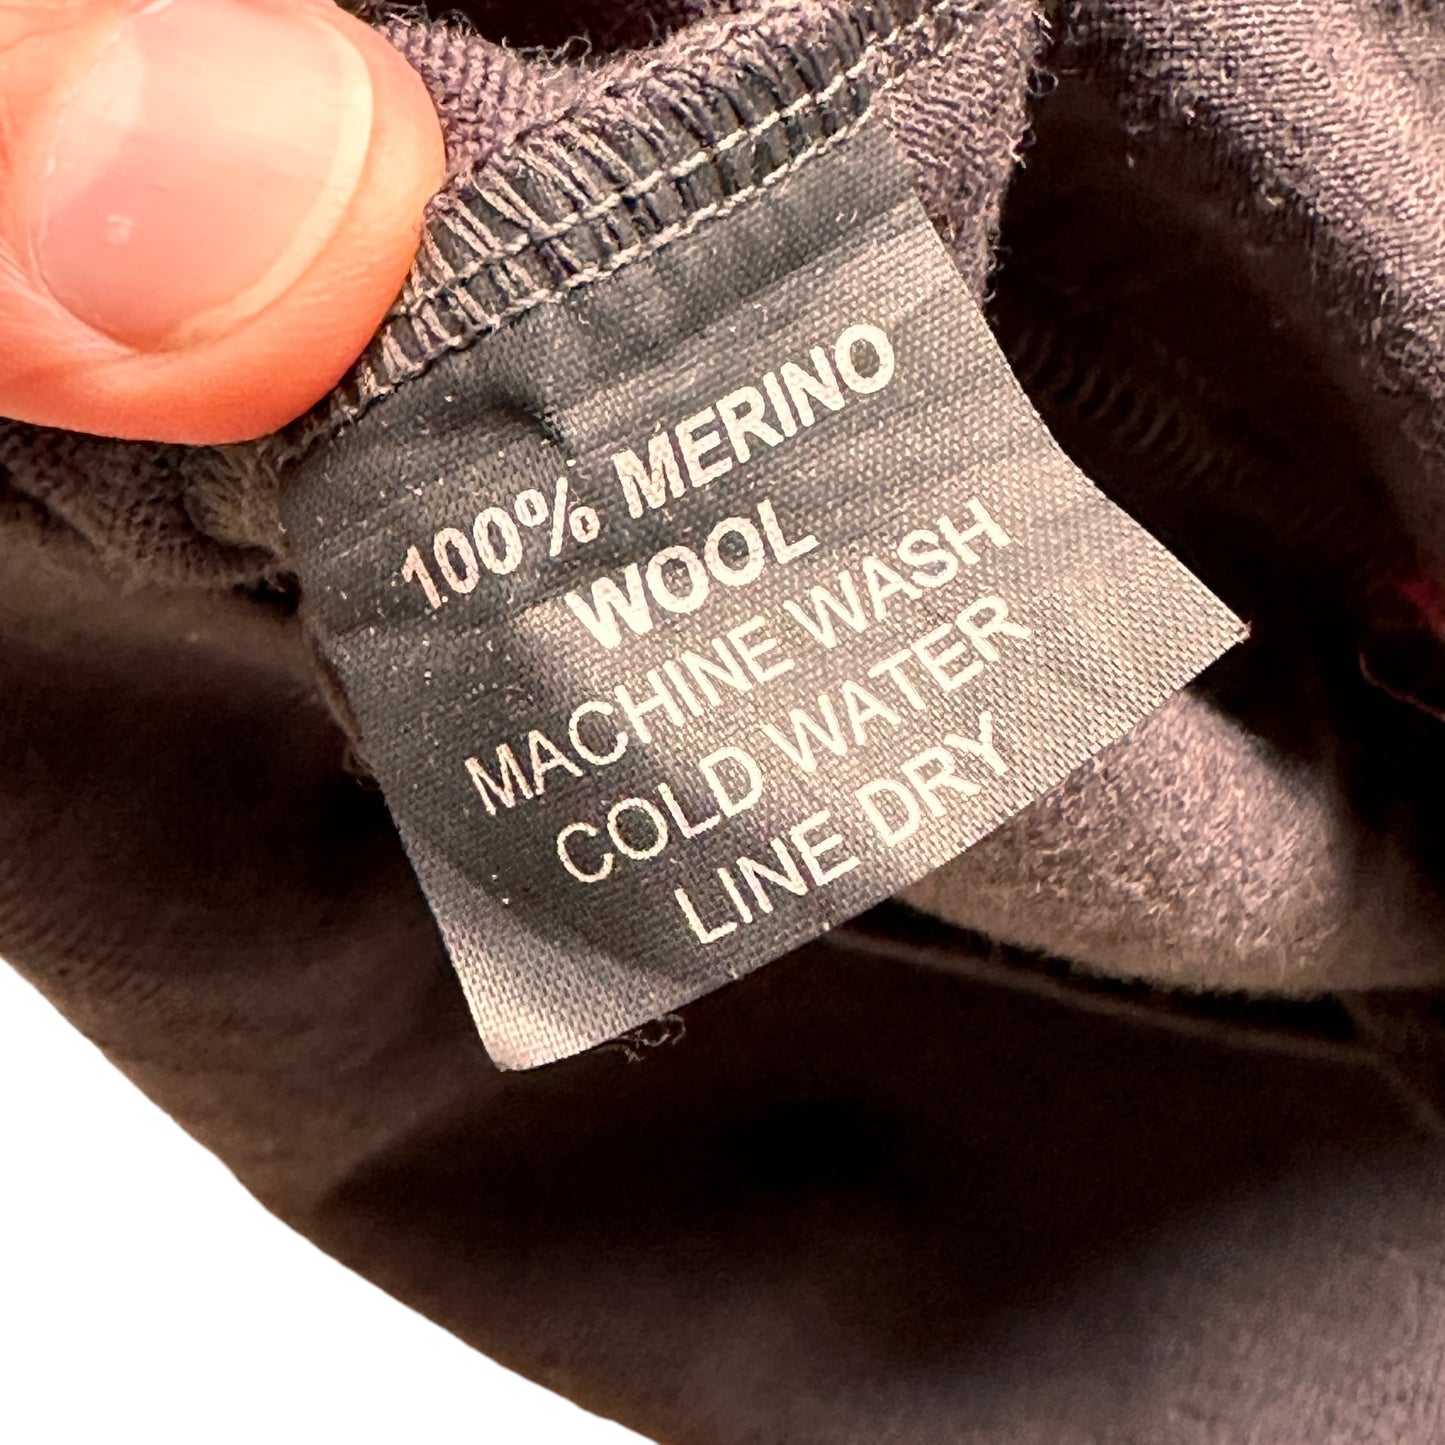 100% MERINO
WOOL
MACHINE WASH
COLD WATER
LINE DRY